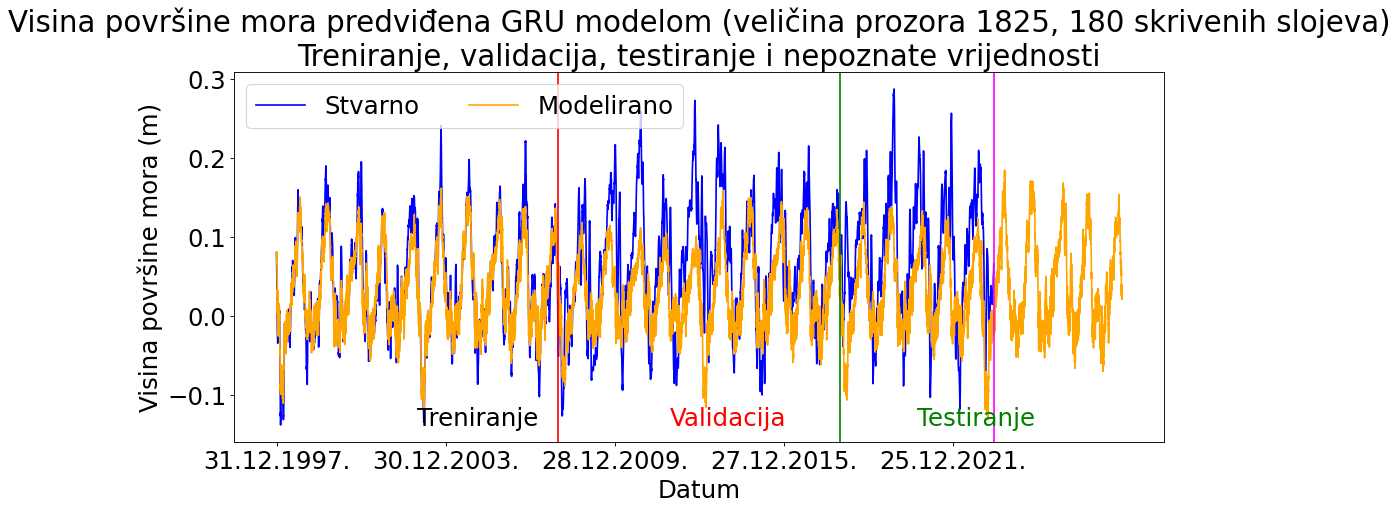 Visina površine mora predviđena GRU modelom (veličina prozora 1825, 180 skrivenih slojeva)
Treniranje, validacija, testiranje i nepoznate vrijednosti
Stvarno Modelirano
Visina površine mora (m)
0.3
0.2
0.1
0.0
−0.1
Treniranje Validacija Testiranje
31.12.1997. 30.12.2003. 28.12.2009. 27.12.2015. 25.12.2021.
Datum